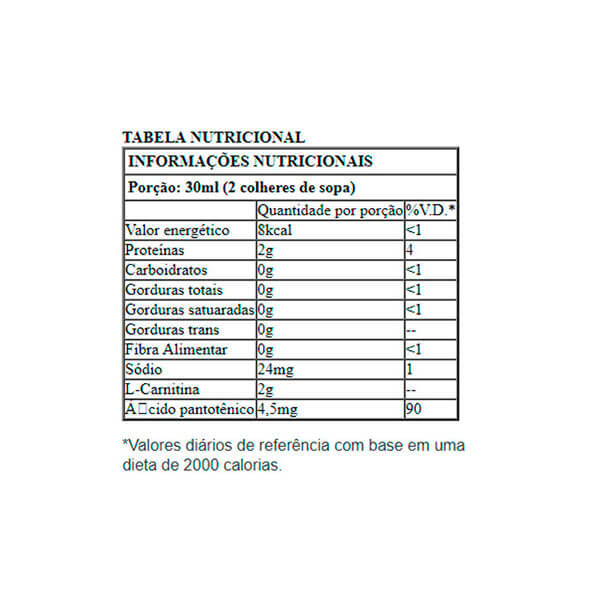 TABELA NUTRICIONAL
INFORMAÇÕES NUTRICIONAIS
Porção: 30ml (2 colheres de sopa)
Quantidade por porção %V.D.*
Valor energético 8kcal <1
Proteínas 2g 4
Carboidratos 0g <1
Gorduras totais 0g <1
Gorduras satuaradas 0g <1
Gorduras trans 0g --
Fibra Alimentar 0g <1
Sódio 24mg 1
L-Carnitina 2g --
A□cido pantotênico 4,5mg 90
*Valores diários de referência com base em uma
dieta de 2000 calorias.